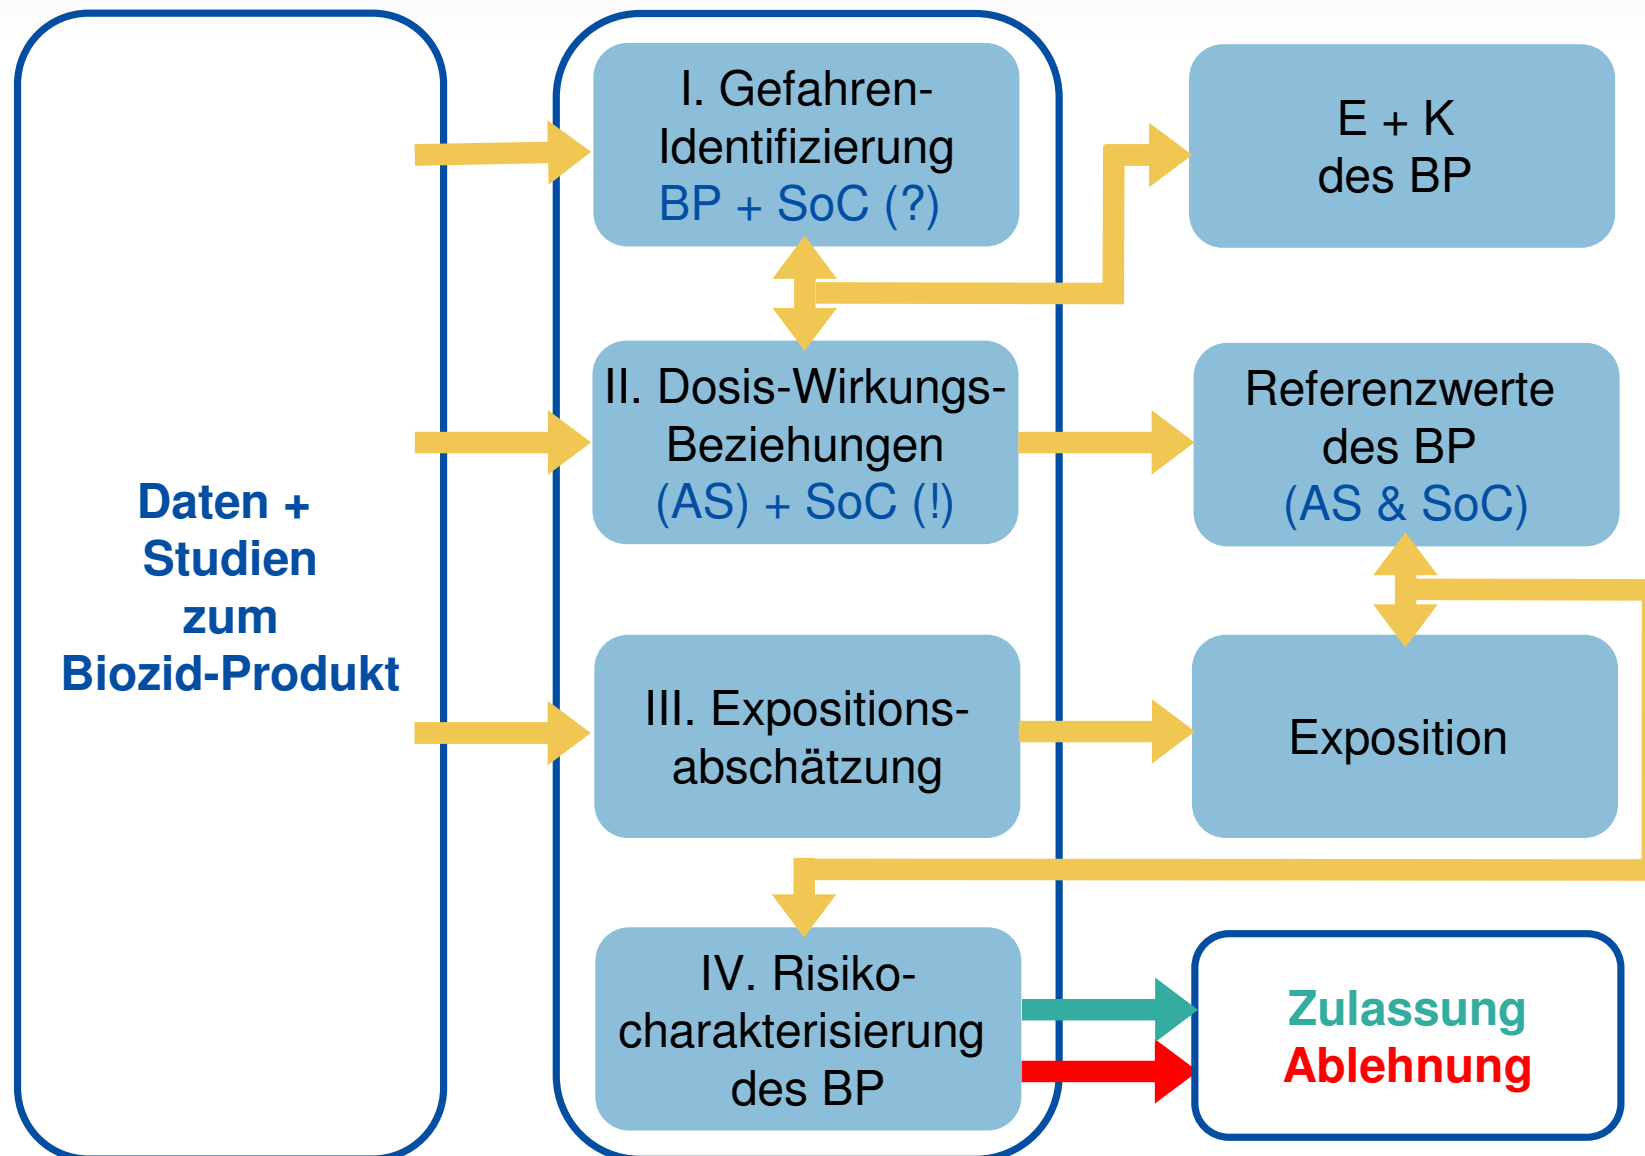 Daten +
Studien
zum
Biozid-Produkt
I. Gefahren-
Identifizierung
BP + SoC (?)
E + K
des BP
II. Dosis-Wirkungs-
Beziehungen
(AS) + SoC (!)
Referenzwerte
des BP
(AS & SoC)
III. Expositions-
abschätzung
Exposition
IV. Risiko-
charakterisierung
des BP
Zulassung
Ablehnung